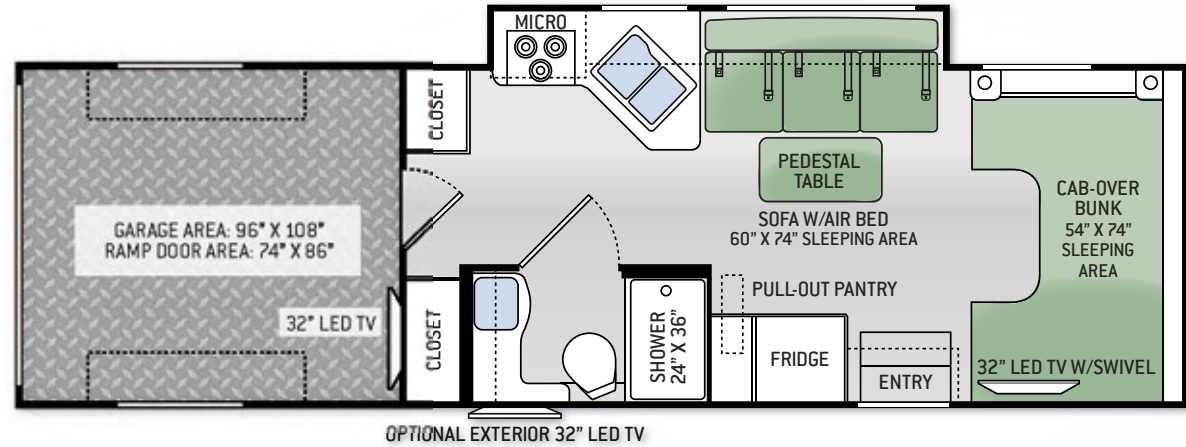 MICRO
CLOSET
GARAGE AREA: 96" X 108"
RAMP DOOR AREA: 74" X 86"
PEDESTAL
TABLE
SOFA W/AIR BED
60" X 74" SLEEPING AREA
CAB-OVER
BUNK
54" X 74"
SLEEPING
AREA
PULL-OUT PANTRY
32" LED TV
CLOSET
SHOWER
24" X 36"
FRIDGE
ENTRY
32" LED TV W/SWIVEL
OPTIONAL EXTERIOR 32" LED TV